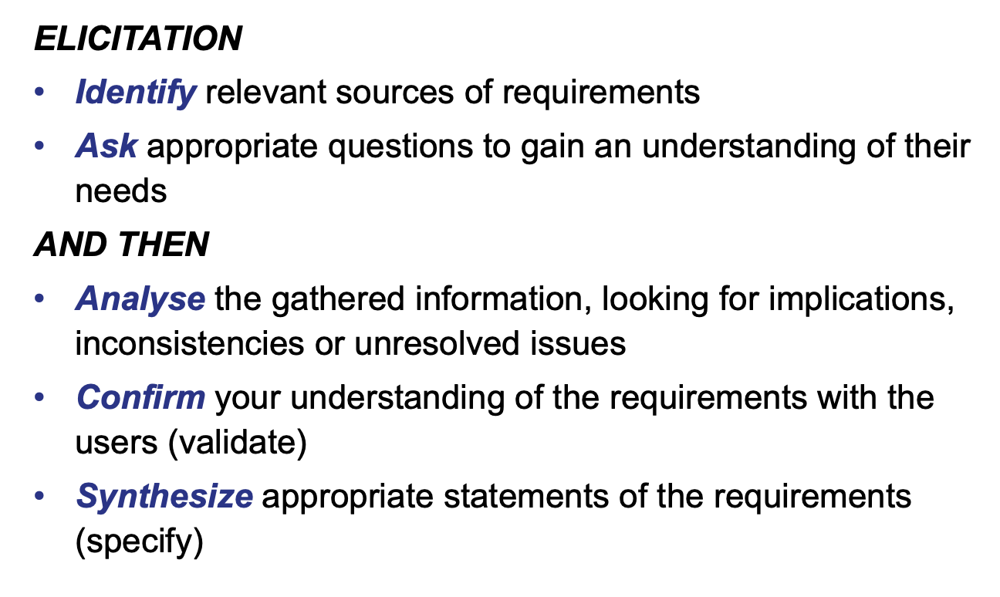 ELICITATION
• Identify relevant sources of requirements
• Ask appropriate questions to gain an understanding of their
needs
AND THEN
• Analyse the gathered information, looking for implications,
inconsistencies or unresolved issues
• Confirm your understanding of the requirements with the
users (validate)
• Synthesize appropriate statements of the requirements
(specify)